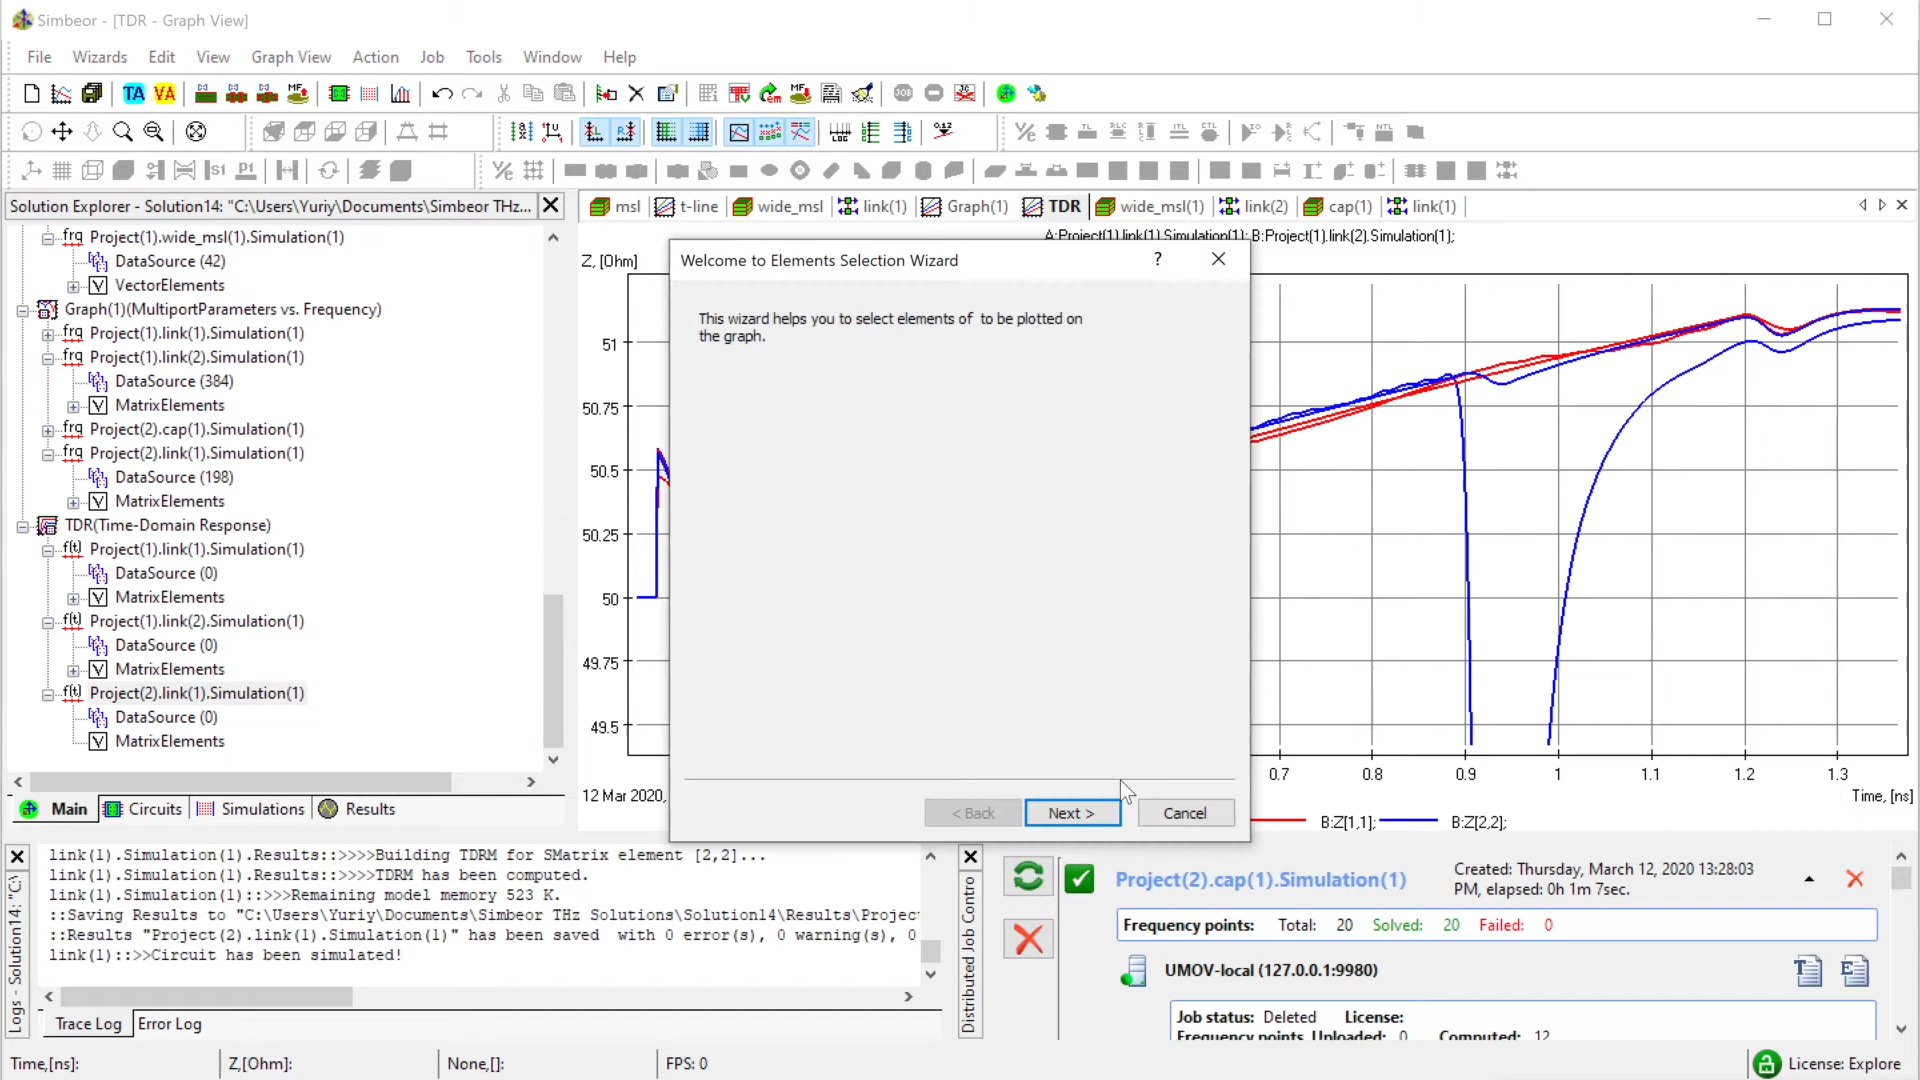 Simbeor - [TDR - Graph View]
File Wizards Edit View Graph View Action Job Tools Window Help
TA VA
Solution Explorer - Solution14: "C:\Users\Yuriy\Documents\Simbeor THz...
msl t-line wide_msl link(1) Graph(1) TDR wide_msl(1) link(2) cap(1) link(1)
frq Project(1).wide_msl(1).Simulation(1)
DataSource (42)
VectorElements
Graph(1)(MultiportParameters vs. Frequency)
frq Project(1).link(1).Simulation(1)
frq Project(1).link(2).Simulation(1)
DataSource (384)
MatrixElements
frq Project(2).cap(1).Simulation(1)
frq Project(2).link(1).Simulation(1)
DataSource (198)
MatrixElements
TDR(Time-Domain Response)
f(t) Project(1).link(1).Simulation(1)
DataSource (0)
MatrixElements
f(t) Project(1).link(2).Simulation(1)
DataSource (0)
MatrixElements
f(t) Project(2).link(1).Simulation(1)
DataSource (0)
MatrixElements
Main Circuits Simulations Results
A:Project(1).link(1).Simulation(1); B:Project(1).link(2).Simulation(1);
Z, [Ohm]
51
50.75
50.5
50.25
50
49.75
49.5
0.7 0.8 0.9 1 1.1 1.2 1.3
12 Mar 2020,
Time, [ns]
B:Z[1,1]; B:Z[2,2];
Welcome to Elements Selection Wizard
?
This wizard helps you to select elements of to be plotted on
the graph.
< Back Next > Cancel
Logs - Solution14: "C:\
link(1).Simulation(1).Results::>>>>Building TDRM for SMatrix element [2,2]...
link(1).Simulation(1).Results::>>>>TDRM has been computed.
link(1).Simulation(1)::>>>Remaining model memory 523 K.
::Saving Results to "C:\Users\Yuriy\Documents\Simbeor THz Solutions\Solution14\Results\Projec
::Results "Project(2).link(1).Simulation(1)" has been saved with 0 error(s), 0 warning(s), 0
link(1)::>>Circuit has been simulated!
Trace Log Error Log
Distributed Job Contro
Project(2).cap(1).Simulation(1)
Created: Thursday, March 12, 2020 13:28:03
PM, elapsed: 0h 1m 7sec.
Frequency points: Total: 20 Solved: 20 Failed: 0
UMOV-local (127.0.0.1:9980)
Job status: Deleted License:
Frequency points Uploaded: 0 Computed: 12
Time,[ns]: Z,[Ohm]: None,[]: FPS: 0
License: Explore